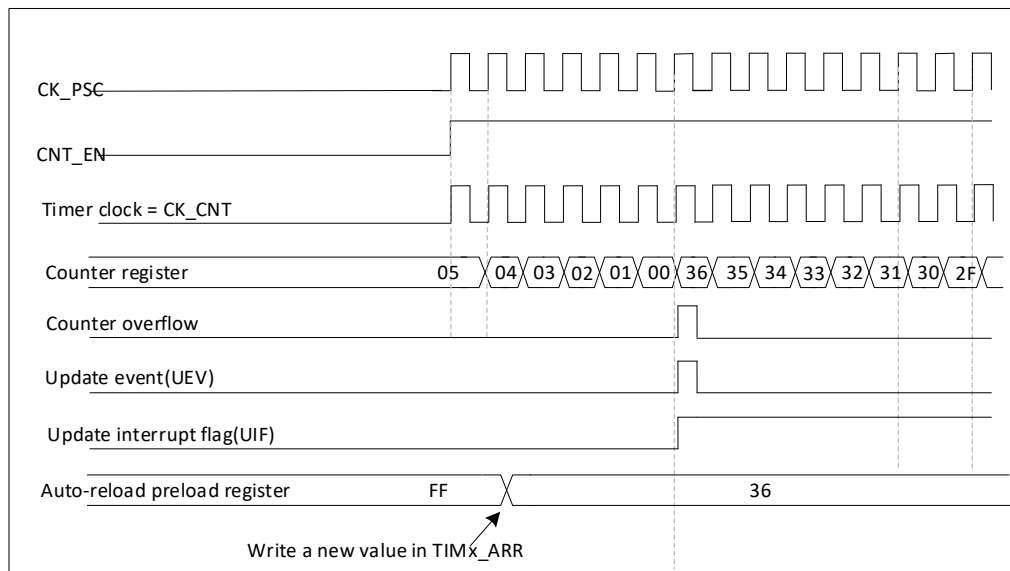 CK_PSC
CNT_EN
Timer clock = CK_CNT
Counter register 05 04 03 02 01 00 36 35 34 33 32 31 30 2F
Counter overflow
Update event(UEV)
Update interrupt flag(UIF)
Auto-reload preload register FF 36
Write a new value in TIMx_ARR